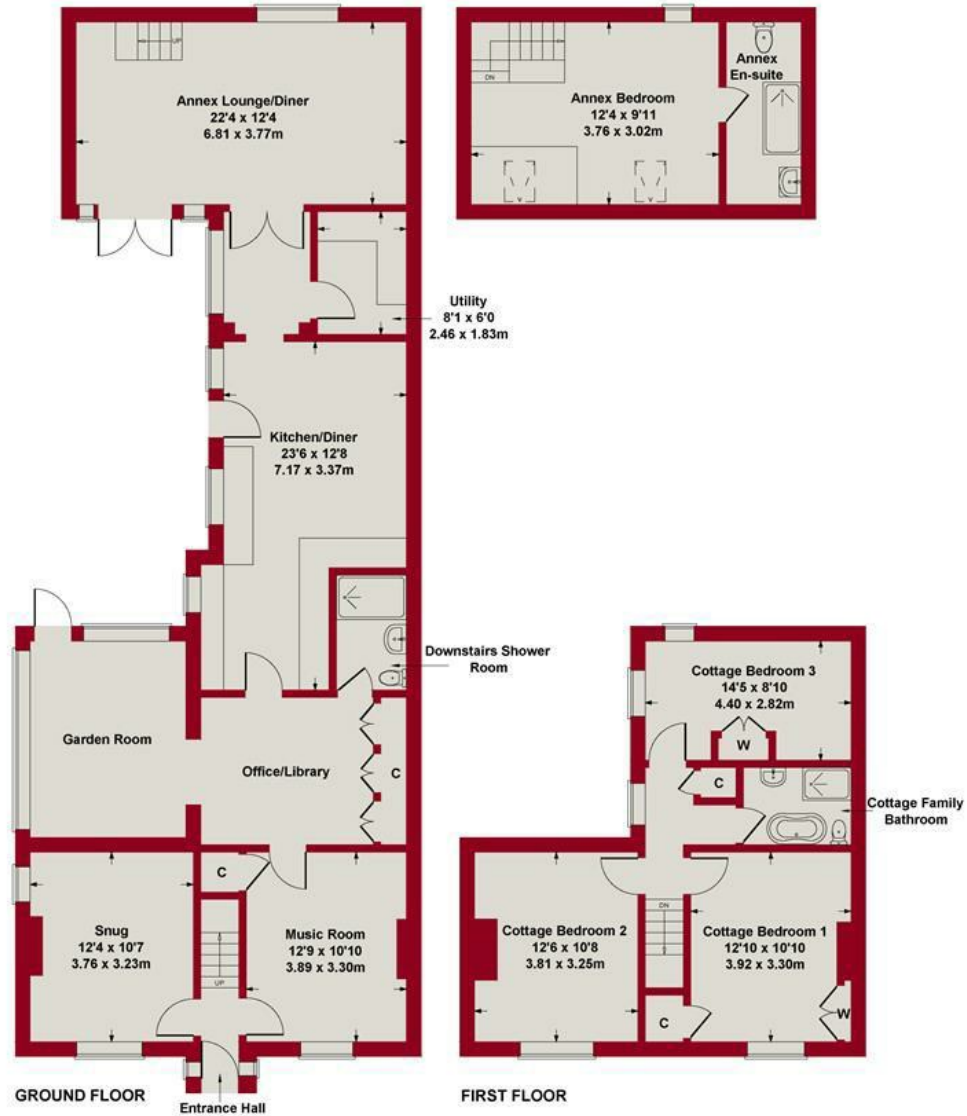 UP
Annex Lounge/Diner
22'4 x 12'4
6.81 x 3.77m
DN
Annex Bedroom
12'4 x 9'11
3.76 x 3.02m
Annex
En-suite
V
V
Utility
8'1 x 6'0
2.46 x 1.83m
Kitchen/Diner
23'6 x 12'8
7.17 x 3.37m
Downstairs Shower
Room
Garden Room
Office/Library
C
Snug
12'4 x 10'7
3.76 x 3.23m
C
UP
Music Room
12'9 x 10'10
3.89 x 3.30m
GROUND FLOOR
Entrance Hall
Cottage Bedroom 3
14'5 x 8'10
4.40 x 2.82m
W
C
Cottage Family
Bathroom
Cottage Bedroom 2
12'6 x 10'8
3.81 x 3.25m
DN
Cottage Bedroom 1
12'10 x 10'10
3.92 x 3.30m
C
W
FIRST FLOOR